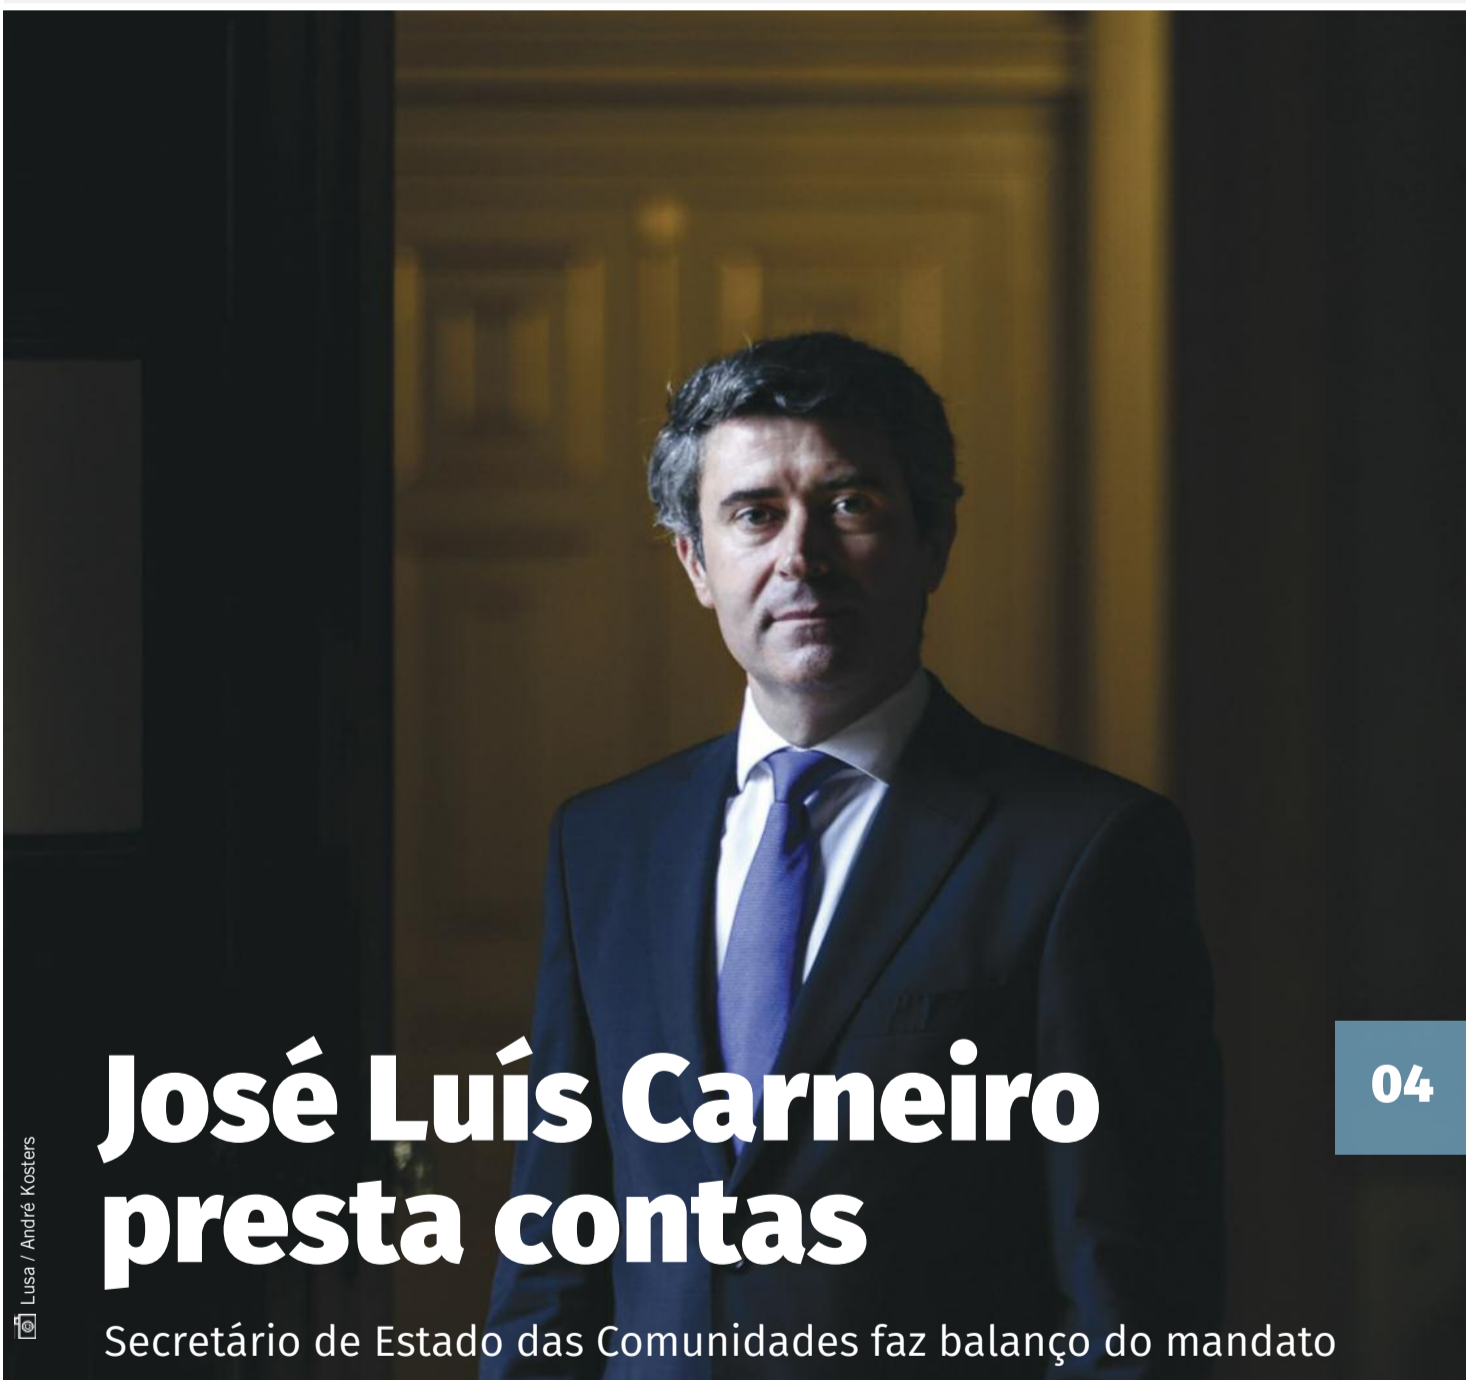 José Luís Carneiro
presta contas
Secretário de Estado das Comunidades faz balanço do mandato
04
Lusa / André Kosters